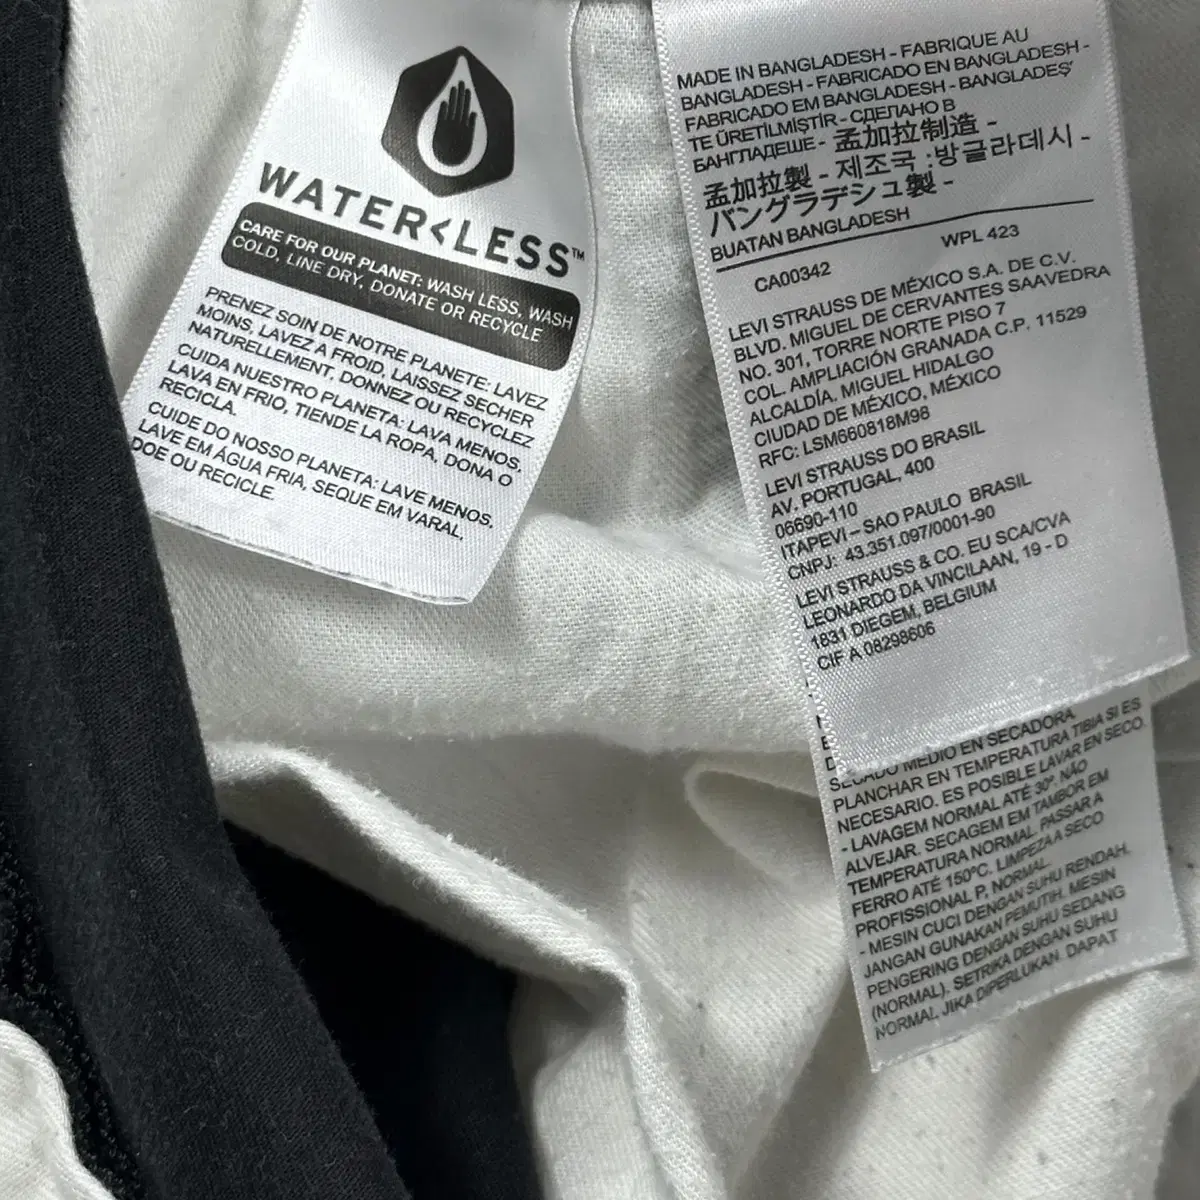 WATER<LESS™
CARE FOR OUR PLANET: WASH LESS, WASH
COLD, LINE DRY, DONATE OR RECYCLE
PRENEZ SOIN DE NOTRE PLANETE: LAVEZ
MOINS, LAVEZ À FROID, LAISSEZ SECHER
NATURELLEMENT, DONNEZ OU RECYCLEZ
CUIDA NUESTRO PLANETA: LAVA MENOS,
LAVA EN FRIO, TIENDE LA ROPA, DONA O
RECICLA.
CUIDE DO NOSSO PLANETA: LAVE MENOS,
LAVE EM ÁGUA FRIA, SEQUE EM VARAL,
DOE OU RECICLE
MADE IN BANGLADESH - FABRIQUE AU
BANGLADESH - FABRICADO EN BANGLADESH -
FABRICADO EM BANGLADESH - BANGLADEŞ'
TE ÜRETİLMİŞTİR - СДЕЛАНО В
БАНГЛАДЕШЕ - 孟加拉制造 -
孟加拉製 - 제조국 :방글라데시 -
バングラデシュ製 -
BUATAN BANGLADESH
WPL 423
CA00342
LEVI STRAUSS DE MÉXICO S.A. DE C.V.
BLVD. MIGUEL DE CERVANTES SAAVEDRA
NO. 301, TORRE NORTE PISO 7
COL. AMPLIACIÓN GRANADA C.P. 11529
ALCALDÍA. MIGUEL HIDALGO
CIUDAD DE MÉXICO, MÉXICO
RFC: LSM660818M98
LEVI STRAUSS DO BRASIL
AV. PORTUGAL, 400
06690-110
ITAPEVI – SAO PAULO BRASIL
CNPJ: 43.351.097/0001-90
LEVI STRAUSS & CO. EU SCA/CVA
LEONARDO DA VINCILAAN, 19 - D
1831 DIEGEM, BELGIUM
CIF A 08298606
SECADO MEDIO EN SECADORA.
PLANCHAR EN TEMPERATURA TIBIA SI ES
NECESARIO. ES POSIBLE LAVAR EN SECO.
- LAVAGEM NORMAL ATÉ 30º. NÃO
ALVEJAR. SECAGEM EM TAMBOR EM
TEMPERATURA NORMAL. PASSAR A
FERRO ATÉ 150ºC. LIMPEZA A SECO
PROFISSIONAL P, NORMAL.
- MESIN CUCI DENGAN SUHU RENDAH.
JANGAN GUNAKAN PEMUTIH. MESIN
PENGERING DENGAN SUHU SEDANG
(NORMAL). SETRIKA DENGAN SUHU
NORMAL JIKA DIPERLUKAN. DAPAT